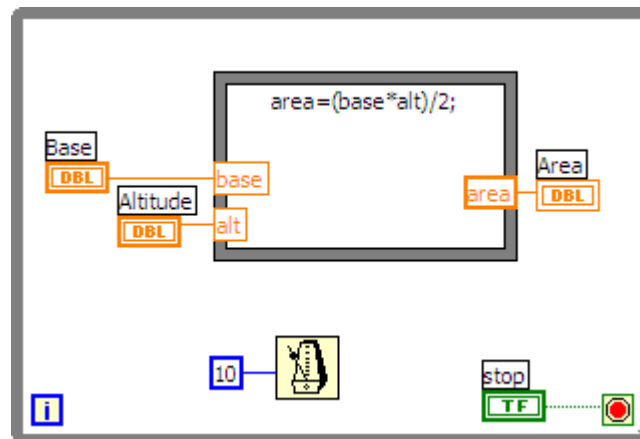 area=(base*alt)/2;
Base
DBL
base
Altitude
DBL
alt
area
Area
DBL
10
stop
TF
i